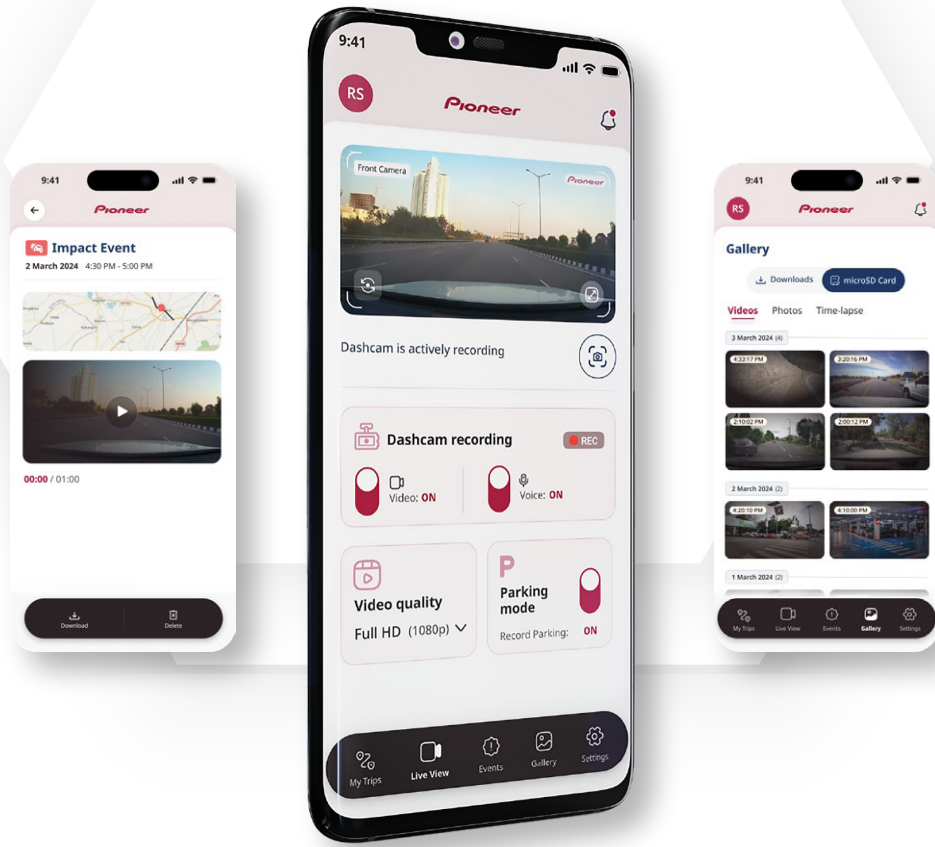 9:41
Pioneer
Impact Event
2 March 2024 4:30 PM - 5:00 PM
00:00 / 01:00
Download
Delete
9:41
RS
Pioneer
Front Camera
Pioneer
Dashcam is actively recording
Dashcam recording
REC
Video: ON
Voice: ON
Video quality
Full HD (1080p)
P
Parking mode
Record Parking: ON
My Trips
Live View
Events
Gallery
Settings
9:41
RS
Pioneer
Gallery
Downloads
microSD Card
Videos Photos Time-lapse
3 March 2024 (4)
4:33:17 PM
3:20:16 PM
2:10:02 PM
2:00:12 PM
2 March 2024 (2)
4:20:10 PM
4:10:00 PM
1 March 2024 (2)
My Trips
Live View
Events
Gallery
Settings